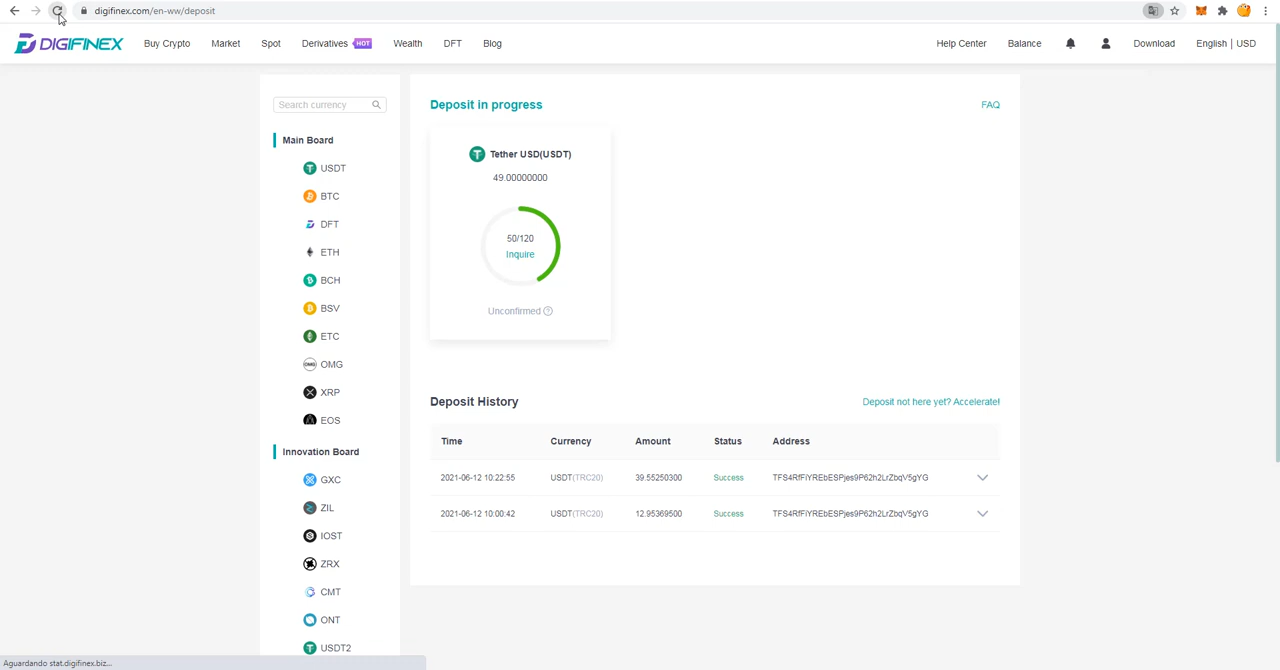 digifinex.com/en-ww/deposit
DIGIFINEX Buy Crypto Market Spot Derivatives HOT Wealth DFT Blog Help Center Balance Download English | USD
Search currency
Main Board
USDT
BTC
DFT
ETH
BCH
BSV
ETC
OMG
XRP
EOS
Innovation Board
GXC
ZIL
IOST
ZRX
CMT
ONT
USDT2
Deposit in progress FAQ
Tether USD(USDT)
49.00000000
50/120
Inquire
Unconfirmed ?
Deposit History Deposit not here yet? Accelerate!
Time Currency Amount Status Address
2021-06-12 10:22:55 USDT(TRC20) 39.55250300 Success TFS4RfFiYREbESPjes9P62h2LrZbqV5gYG
2021-06-12 10:00:42 USDT(TRC20) 12.95369500 Success TFS4RfFiYREbESPjes9P62h2LrZbqV5gYG
Aguardando stat.digifinex.biz...